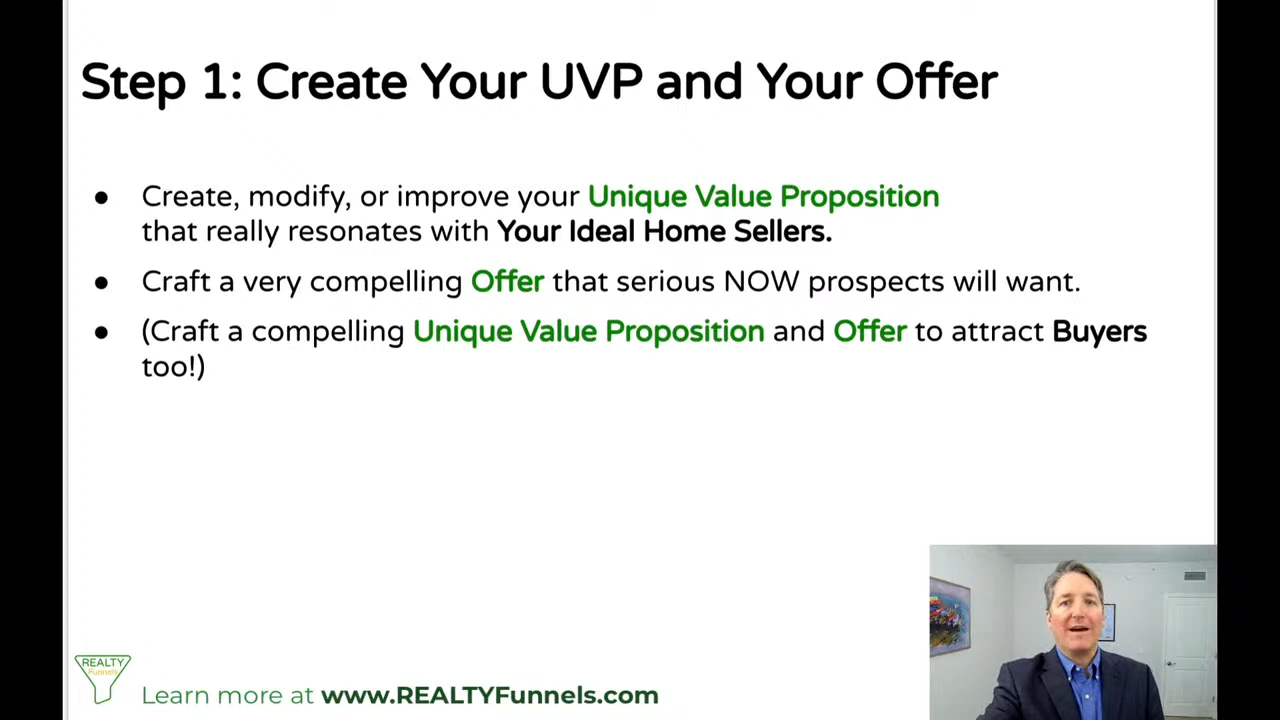 Step 1: Create Your UVP and Your Offer
● Create, modify, or improve your Unique Value Proposition
that really resonates with Your Ideal Home Sellers.
● Craft a very compelling Offer that serious NOW prospects will want.
● (Craft a compelling Unique Value Proposition and Offer to attract Buyers
too!)
REALTY
Funnels
Learn more at www.REALTYFunnels.com